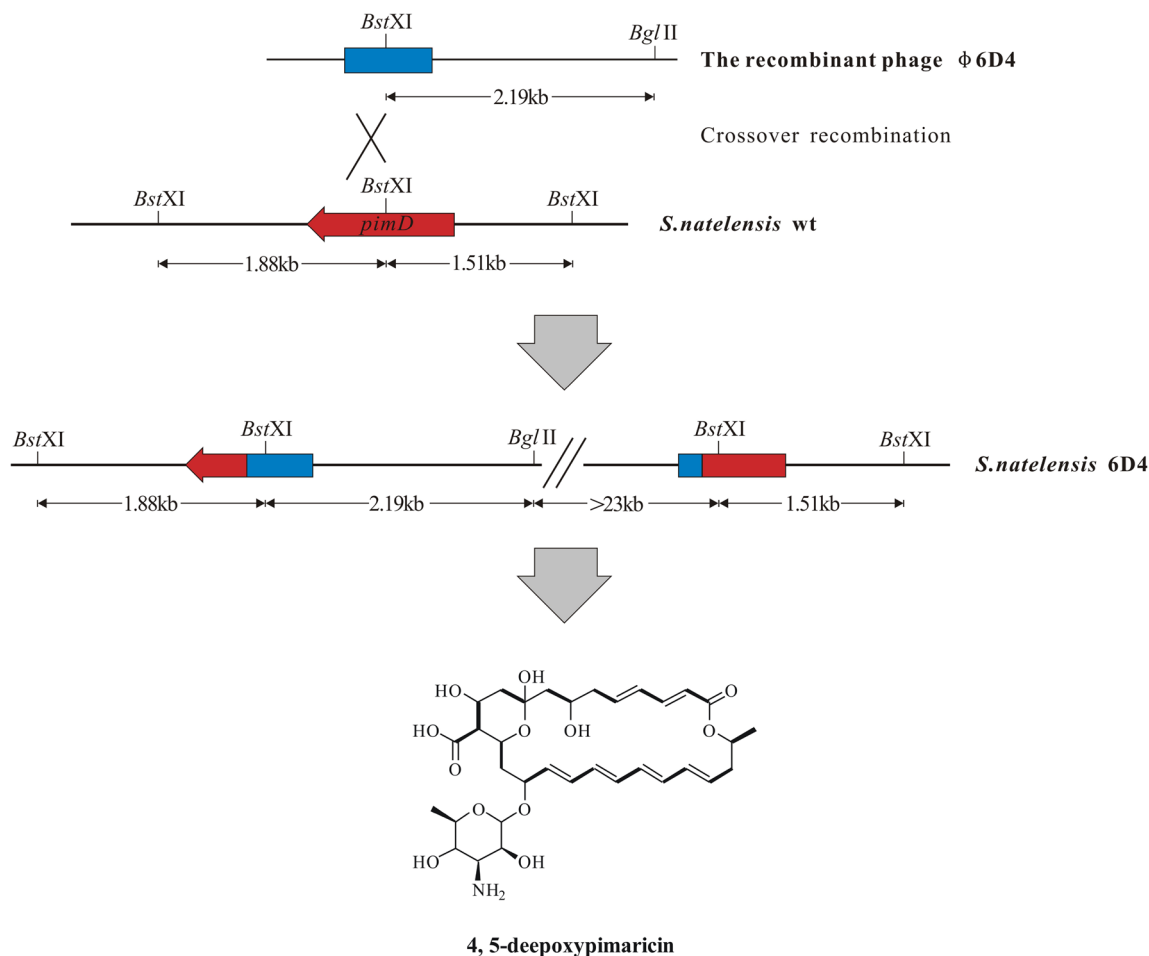 BstXI
BglII
The recombinant phage Φ6D4
2.19kb
Crossover recombination
BstXI
BstXI
BstXI
pimD
S.natelensis wt
1.88kb
1.51kb
BstXI
BstXI
BglII
BstXI
BstXI
S.natelensis 6D4
1.88kb
2.19kb
>23kb
1.51kb
OH
HO
O
O
OH
O
HO
O
O
O
O
HO
OH
NH2
4, 5-deepoxypimaricin